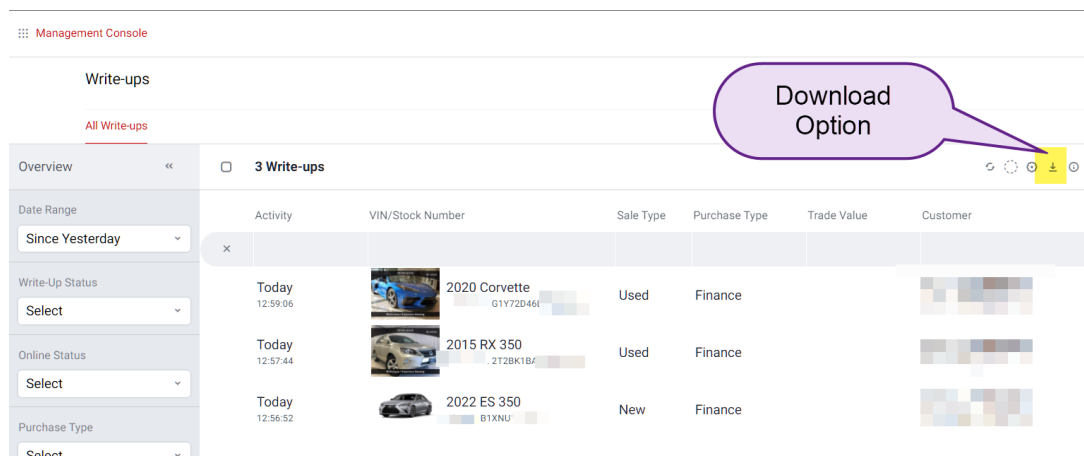 Management Console
Write-ups
Download
Option
All Write-ups
Overview «
3 Write-ups
Date Range
Since Yesterday
Write-Up Status
Select
Online Status
Select
Purchase Type
Select
Activity VIN/Stock Number Sale Type Purchase Type Trade Value Customer
Today 2020 Corvette Used Finance
12:59:06 G1Y72D46
Today 2015 RX 350 Used Finance
12:57:44 2T2BK1BA
Today 2022 ES 350 New Finance
12:56:52 B1XNU